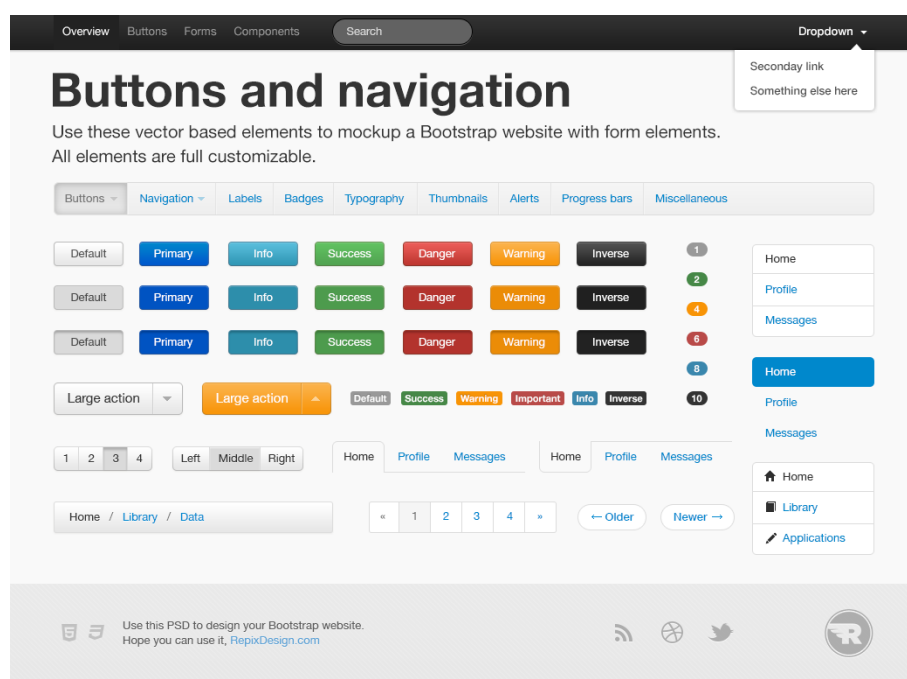 Overview Buttons Forms Components Search Dropdown
Seconday link
Something else here
Buttons and navigation
Use these vector based elements to mockup a Bootstrap website with form elements.
All elements are full customizable.
Buttons Navigation Labels Badges Typography Thumbnails Alerts Progress bars Miscellaneous
Default Primary Info Success Danger Warning Inverse 1
Default Primary Info Success Danger Warning Inverse
2
4
Default Primary Info Success Danger Warning Inverse 6
8
Large action Large action Default Success Warning Important Info Inverse 10
Home
Profile
Messages
Home
Profile
Messages
1 2 3 4 Left Middle Right Home Profile Messages Home Profile Messages
Home / Library / Data « 1 2 3 4 » ← Older Newer →
Home
Library
Applications
Use this PSD to design your Bootstrap website.
Hope you can use it, RepixDesign.com
R